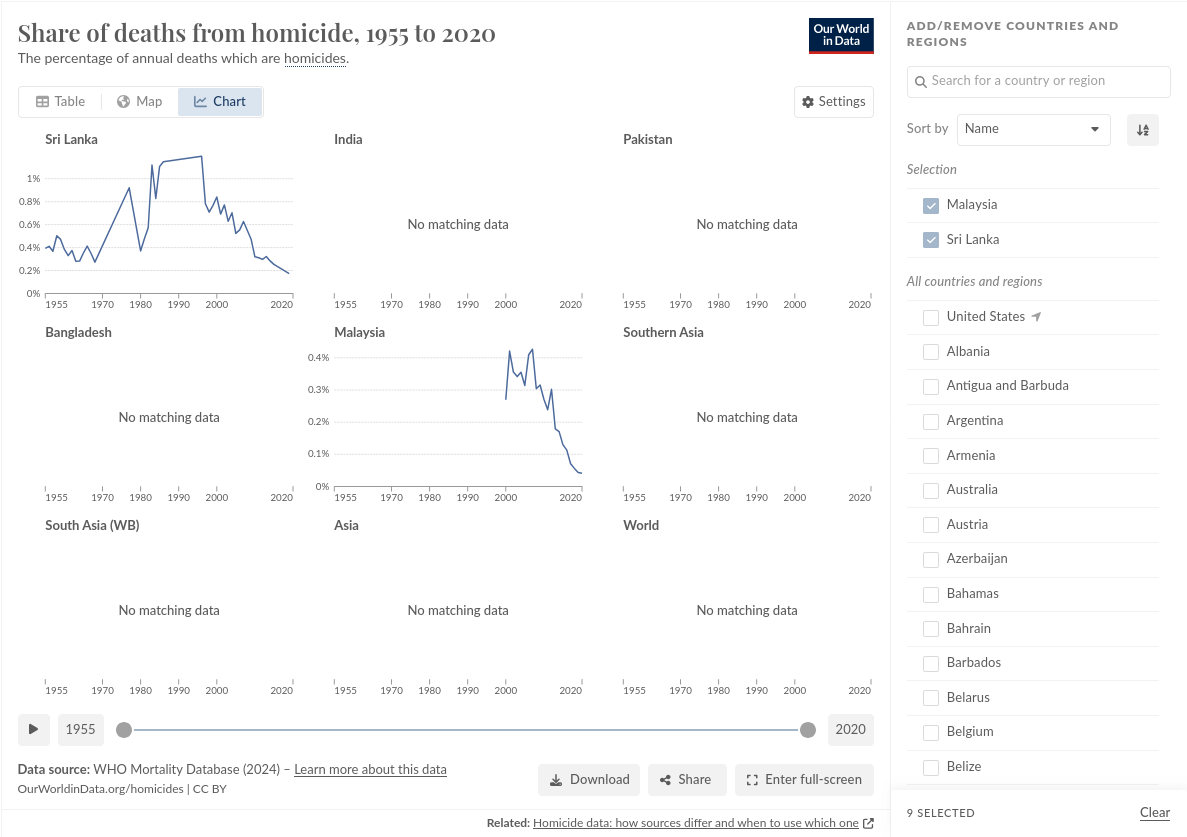 Share of deaths from homicide, 1955 to 2020
The percentage of annual deaths which are homicides.
Our World
in Data
Table
Map
Chart
Settings
Sri Lanka
1%
0.8%
0.6%
0.4%
0.2%
0%
1955 1970 1980 1990 2000 2020
India
No matching data
1955 1970 1980 1990 2000 2020
Pakistan
No matching data
1955 1970 1980 1990 2000 2020
Bangladesh
No matching data
1955 1970 1980 1990 2000 2020
Malaysia
0.4%
0.3%
0.2%
0.1%
0%
1955 1970 1980 1990 2000 2020
Southern Asia
No matching data
1955 1970 1980 1990 2000 2020
South Asia (WB)
No matching data
1955 1970 1980 1990 2000 2020
Asia
No matching data
1955 1970 1980 1990 2000 2020
World
No matching data
1955 1970 1980 1990 2000 2020
1955
2020
Data source: WHO Mortality Database (2024) – Learn more about this data
OurWorldinData.org/homicides | CC BY
Download
Share
Enter full-screen
Related: Homicide data: how sources differ and when to use which one
ADD/REMOVE COUNTRIES AND
REGIONS
Search for a country or region
Sort by
Name
Selection
Malaysia
Sri Lanka
All countries and regions
United States
Albania
Antigua and Barbuda
Argentina
Armenia
Australia
Austria
Azerbaijan
Bahamas
Bahrain
Barbados
Belarus
Belgium
Belize
9 SELECTED
Clear